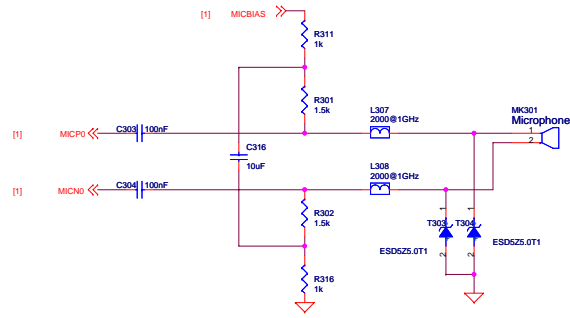 [1] MICBIAS
R311
1k
R301
1.5k
L307
2000@1GHz
MK301
Microphone
1
2
[1] MICP0
C303 100nF
C316
10uF
[1] MICN0
C304 100nF
L308
2000@1GHz
R302
1.5k
1 1
T303 T304
ESD5Z5.0T1
ESD5Z5.0T1
2 2
R316
1k